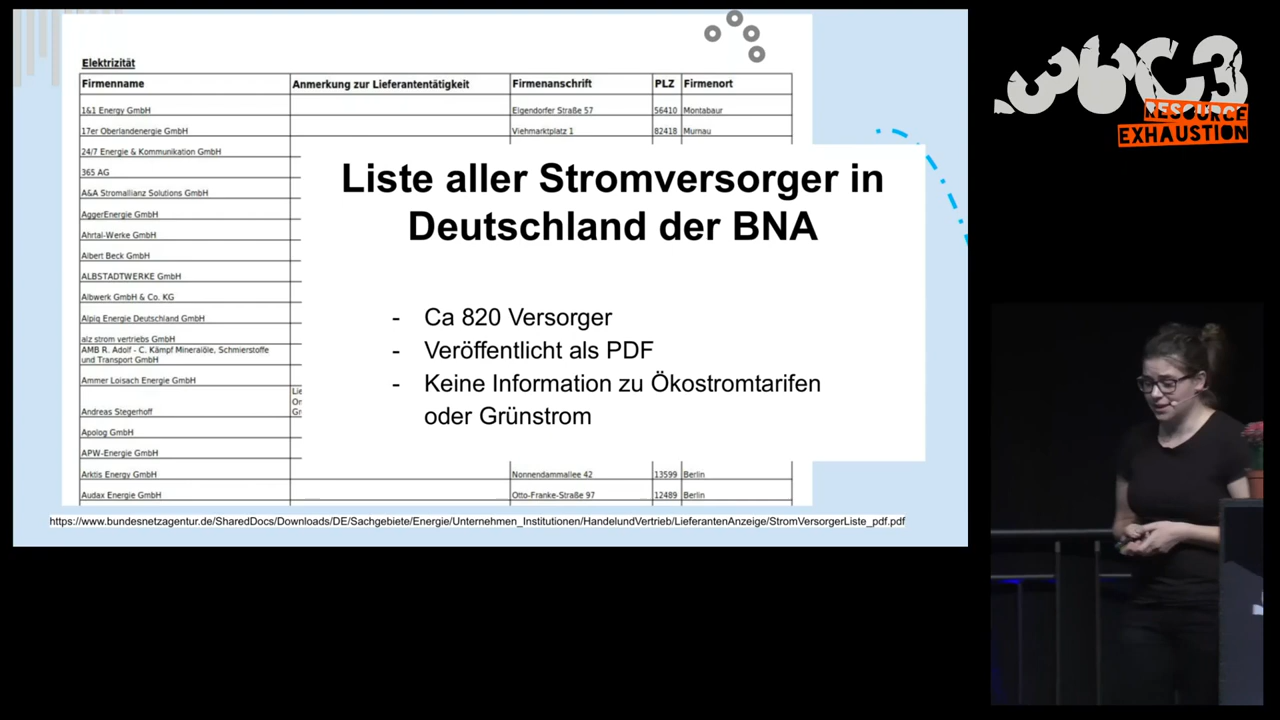 Elektrizität
Firmenname Anmerkung zur Lieferantentätigkeit Firmenanschrift PLZ Firmenort
1&1 Energy GmbH Elgendorfer Straße 57 56410 Montabaur
17er Oberlandenergie GmbH Viehmarktplatz 1 82418 Murnau
24/7 Energie & Kommunikation GmbH
365 AG
A&A Stromallianz Solutions GmbH
AggerEnergie GmbH
Ahrtal-Werke GmbH
Albert Beck GmbH
ALBSTADTWERKE GmbH
Albwerk GmbH & Co. KG
Alpiq Energie Deutschland GmbH
alz strom vertriebs GmbH
AMB R. Adolf - C. Kämpf Mineralöle, Schmierstoffe
und Transport GmbH
Ammer Loisach Energie GmbH
Lie
Or
Andreas Stegerhoff Gr
Apolog GmbH
APW-Energie GmbH
Arktis Energy GmbH Nonnendammallee 42 13599 Berlin
Audax Energie GmbH Otto-Franke-Straße 97 12489 Berlin
Liste aller Stromversorger in
Deutschland der BNA
- Ca 820 Versorger
- Veröffentlicht als PDF
- Keine Information zu Ökostromtarifen
oder Grünstrom
https://www.bundesnetzagentur.de/SharedDocs/Downloads/DE/Sachgebiete/Energie/Unternehmen_Institutionen/HandelundVertrieb/LieferantenAnzeige/StromVersorgerListe_pdf.pdf
36C3
RESOURCE
EXHAUSTION